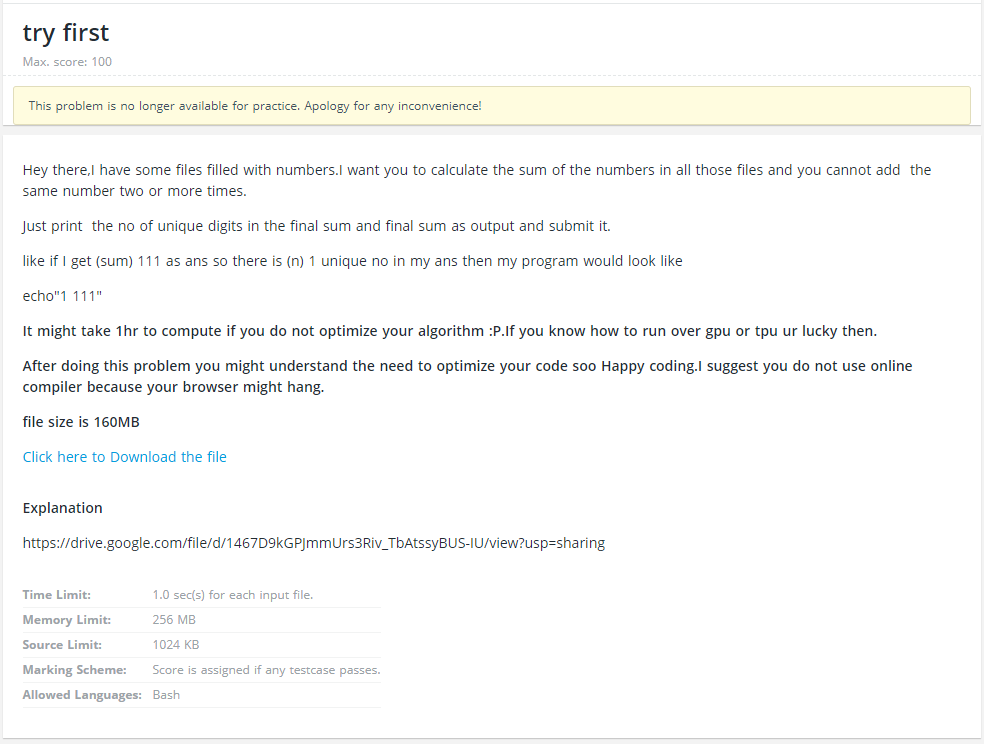 try first
Max. score: 100
This problem is no longer available for practice. Apology for any inconvenience!
Hey there,I have some files filled with numbers.I want you to calculate the sum of the numbers in all those files and you cannot add  the
same number two or more times.
Just print  the no of unique digits in the final sum and final sum as output and submit it.
like if I get (sum) 111 as ans so there is (n) 1 unique no in my ans then my program would look like
echo"1 111"
It might take 1hr to compute if you do not optimize your algorithm :P.If you know how to run over gpu or tpu ur lucky then.
After doing this problem you might understand the need to optimize your code soo Happy coding.I suggest you do not use online
compiler because your browser might hang.
file size is 160MB
Click here to Download the file
Explanation
https://drive.google.com/file/d/1467D9kGPJmmUrs3Riv_TbAtssyBUS-IU/view?usp=sharing
Time Limit: 1.0 sec(s) for each input file.
Memory Limit: 256 MB
Source Limit: 1024 KB
Marking Scheme: Score is assigned if any testcase passes.
Allowed Languages: Bash